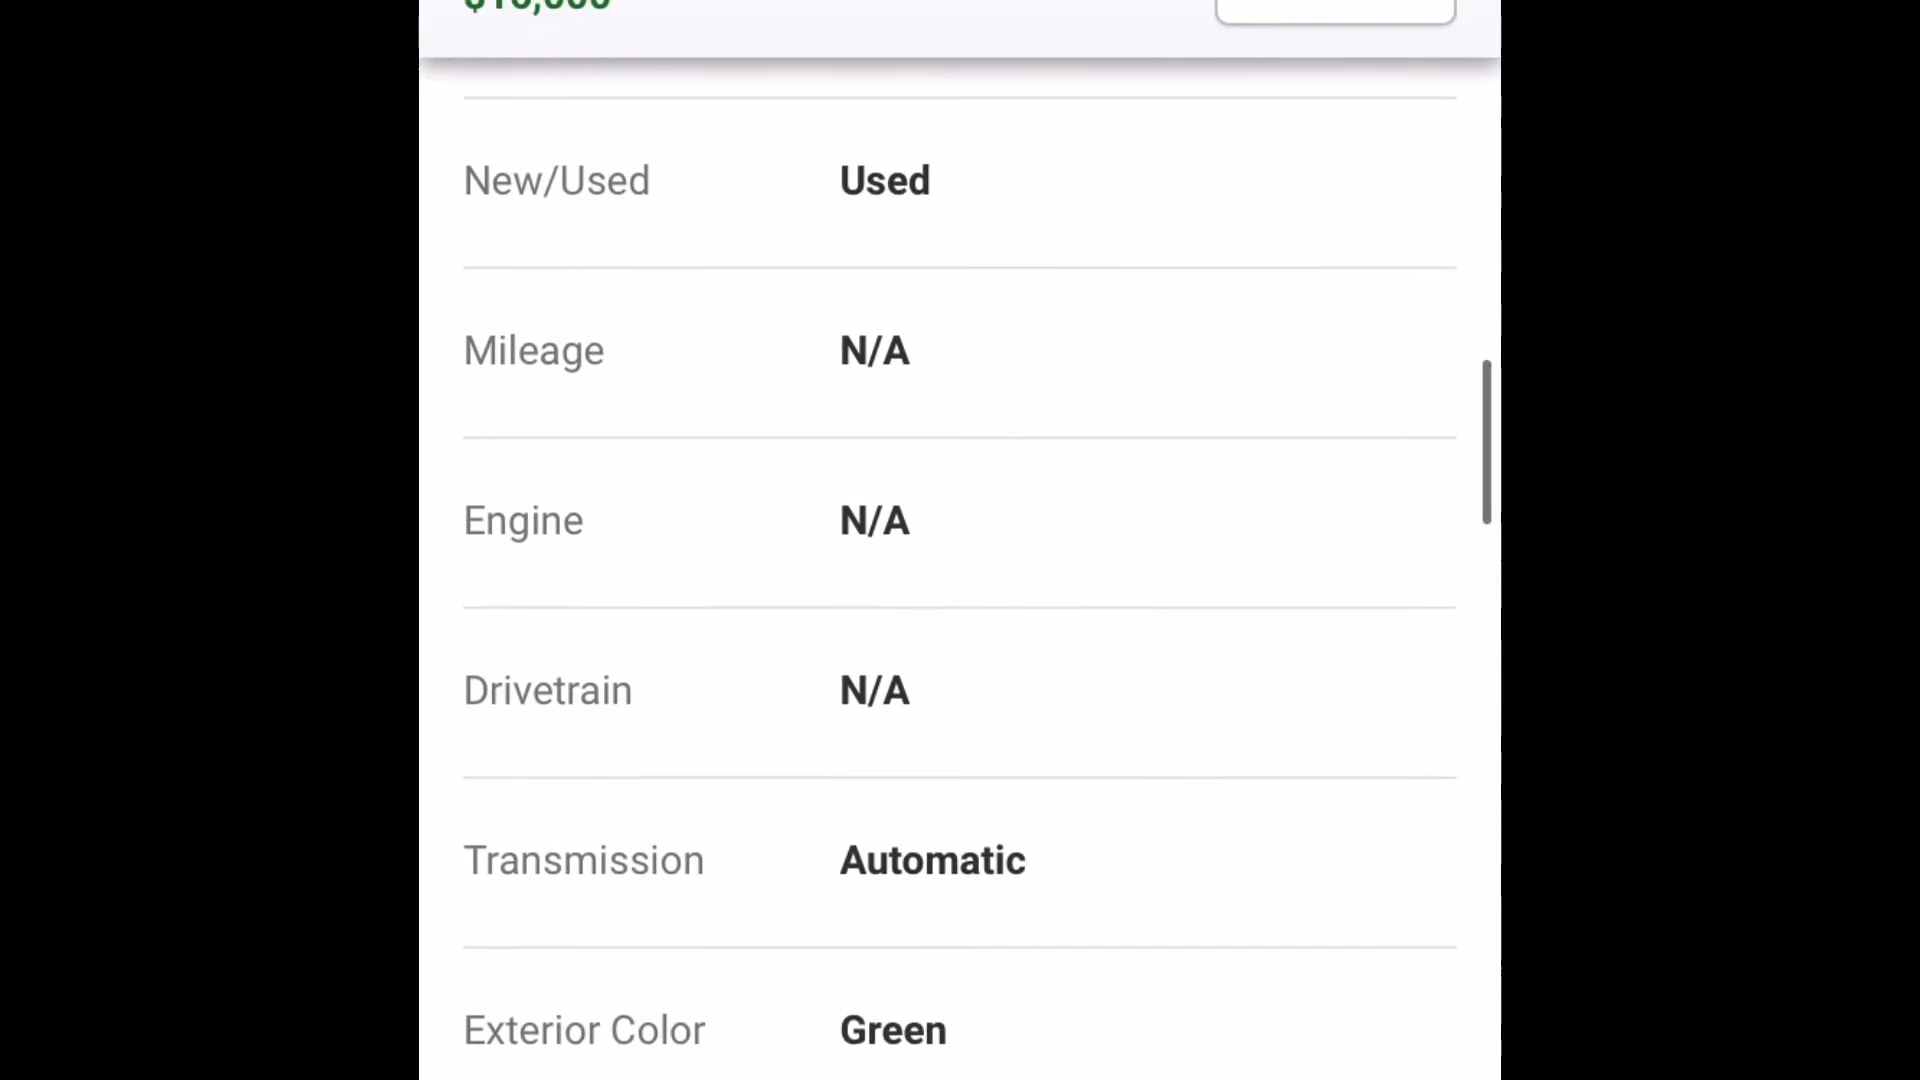 New/Used Used
Mileage N/A
Engine N/A
Drivetrain N/A
Transmission Automatic
Exterior Color Green